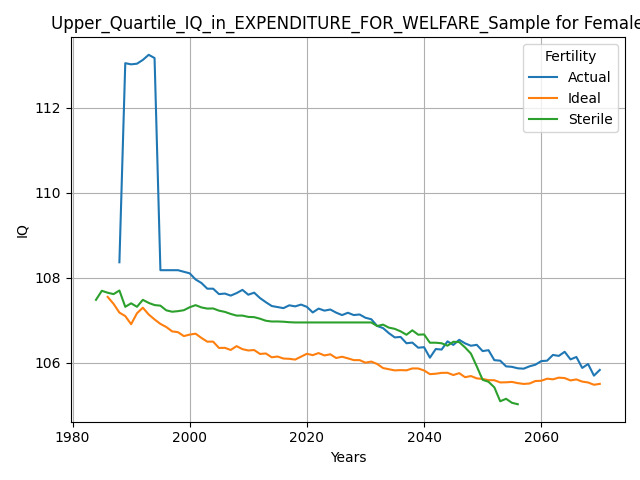 Upper_Quartile_IQ_in_EXPENDITURE_FOR_WELFARE_Sample for Female
Fertility
Actual
Ideal
Sterile
112
110
108
106
IQ
1980
2000
2020
2040
2060
Years